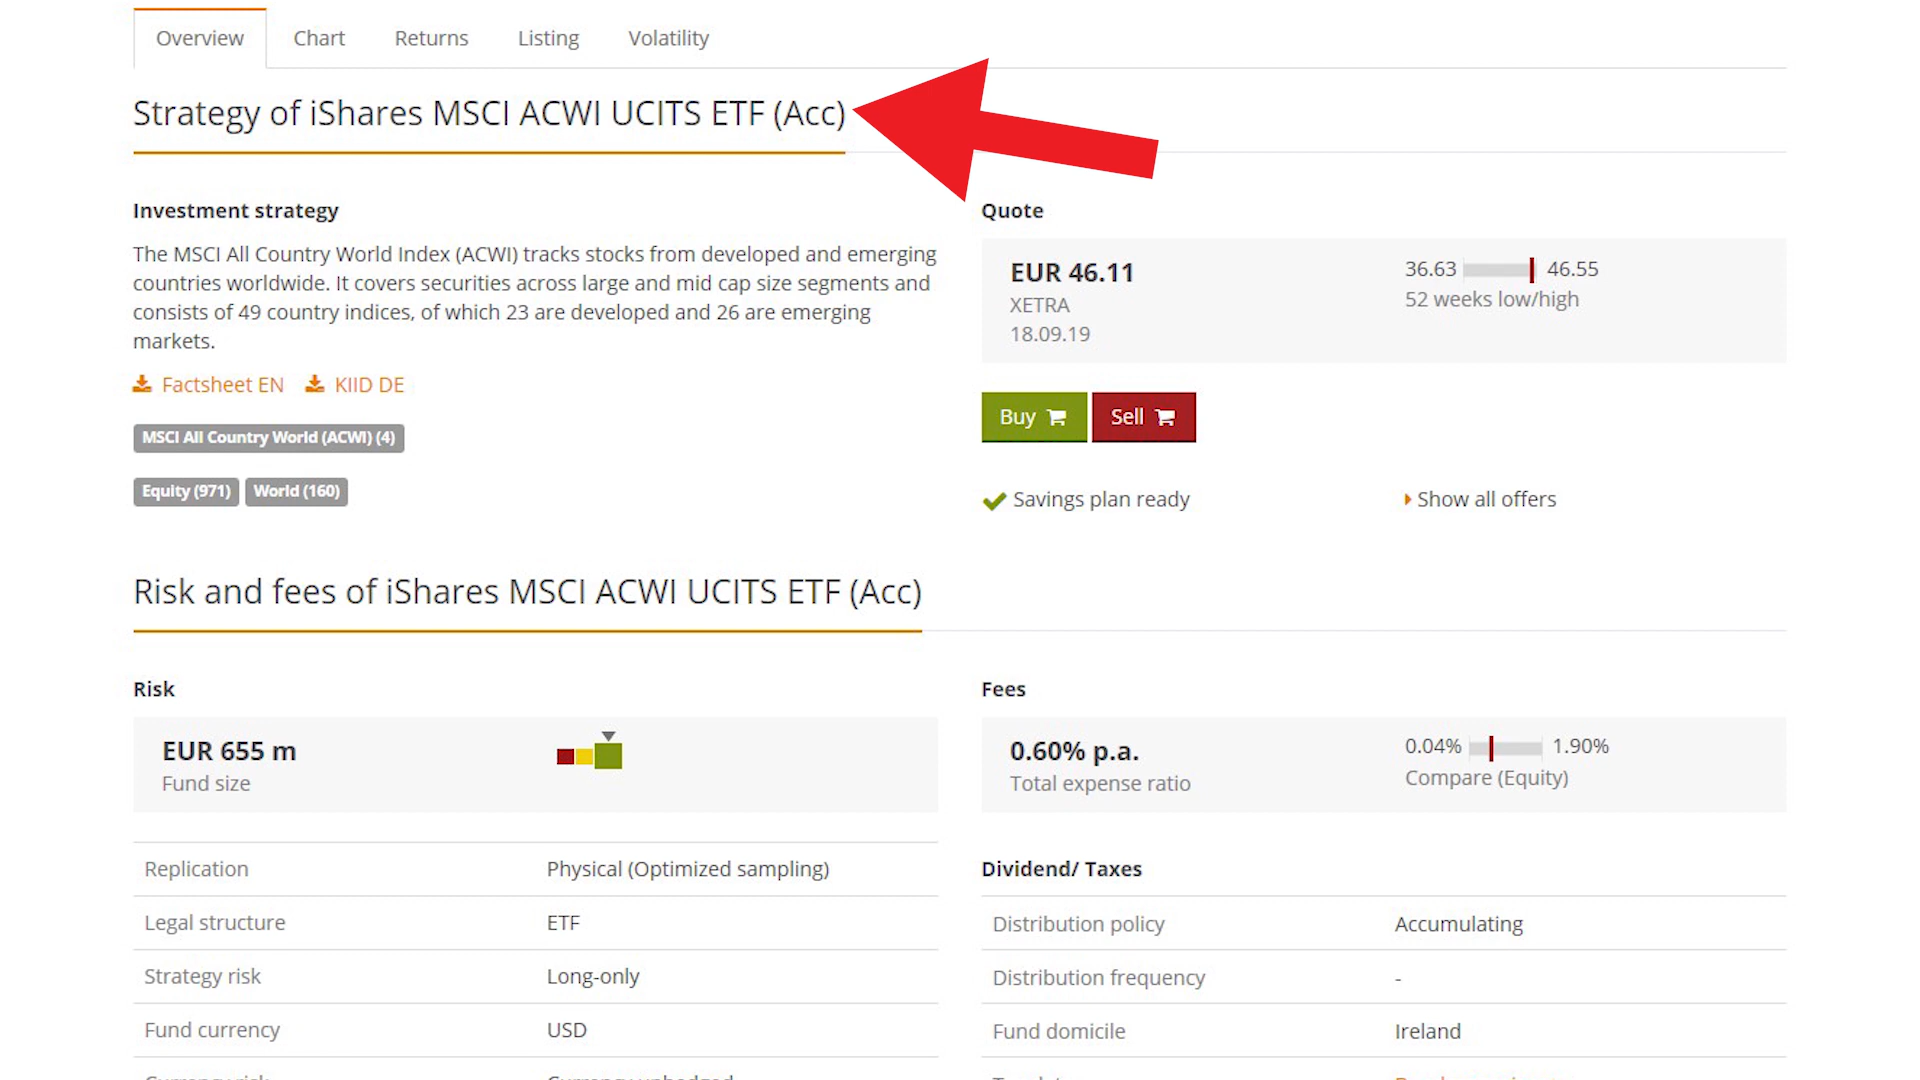 Overview Chart Returns Listing Volatility
Strategy of iShares MSCI ACWI UCITS ETF (Acc)
Investment strategy
The MSCI All Country World Index (ACWI) tracks stocks from developed and emerging
countries worldwide. It covers securities across large and mid cap size segments and
consists of 49 country indices, of which 23 are developed and 26 are emerging
markets.
Factsheet EN KIID DE
MSCI All Country World (ACWI) (4)
Equity (971) World (160)
Quote
EUR 46.11
XETRA
18.09.19
36.63 46.55
52 weeks low/high
Buy Sell
Savings plan ready
Show all offers
Risk and fees of iShares MSCI ACWI UCITS ETF (Acc)
Risk
EUR 655 m
Fund size
Replication Physical (Optimized sampling)
Legal structure ETF
Strategy risk Long-only
Fund currency USD
Fees
0.60% p.a.
Total expense ratio
0.04% 1.90%
Compare (Equity)
Dividend/ Taxes
Distribution policy Accumulating
Distribution frequency -
Fund domicile Ireland